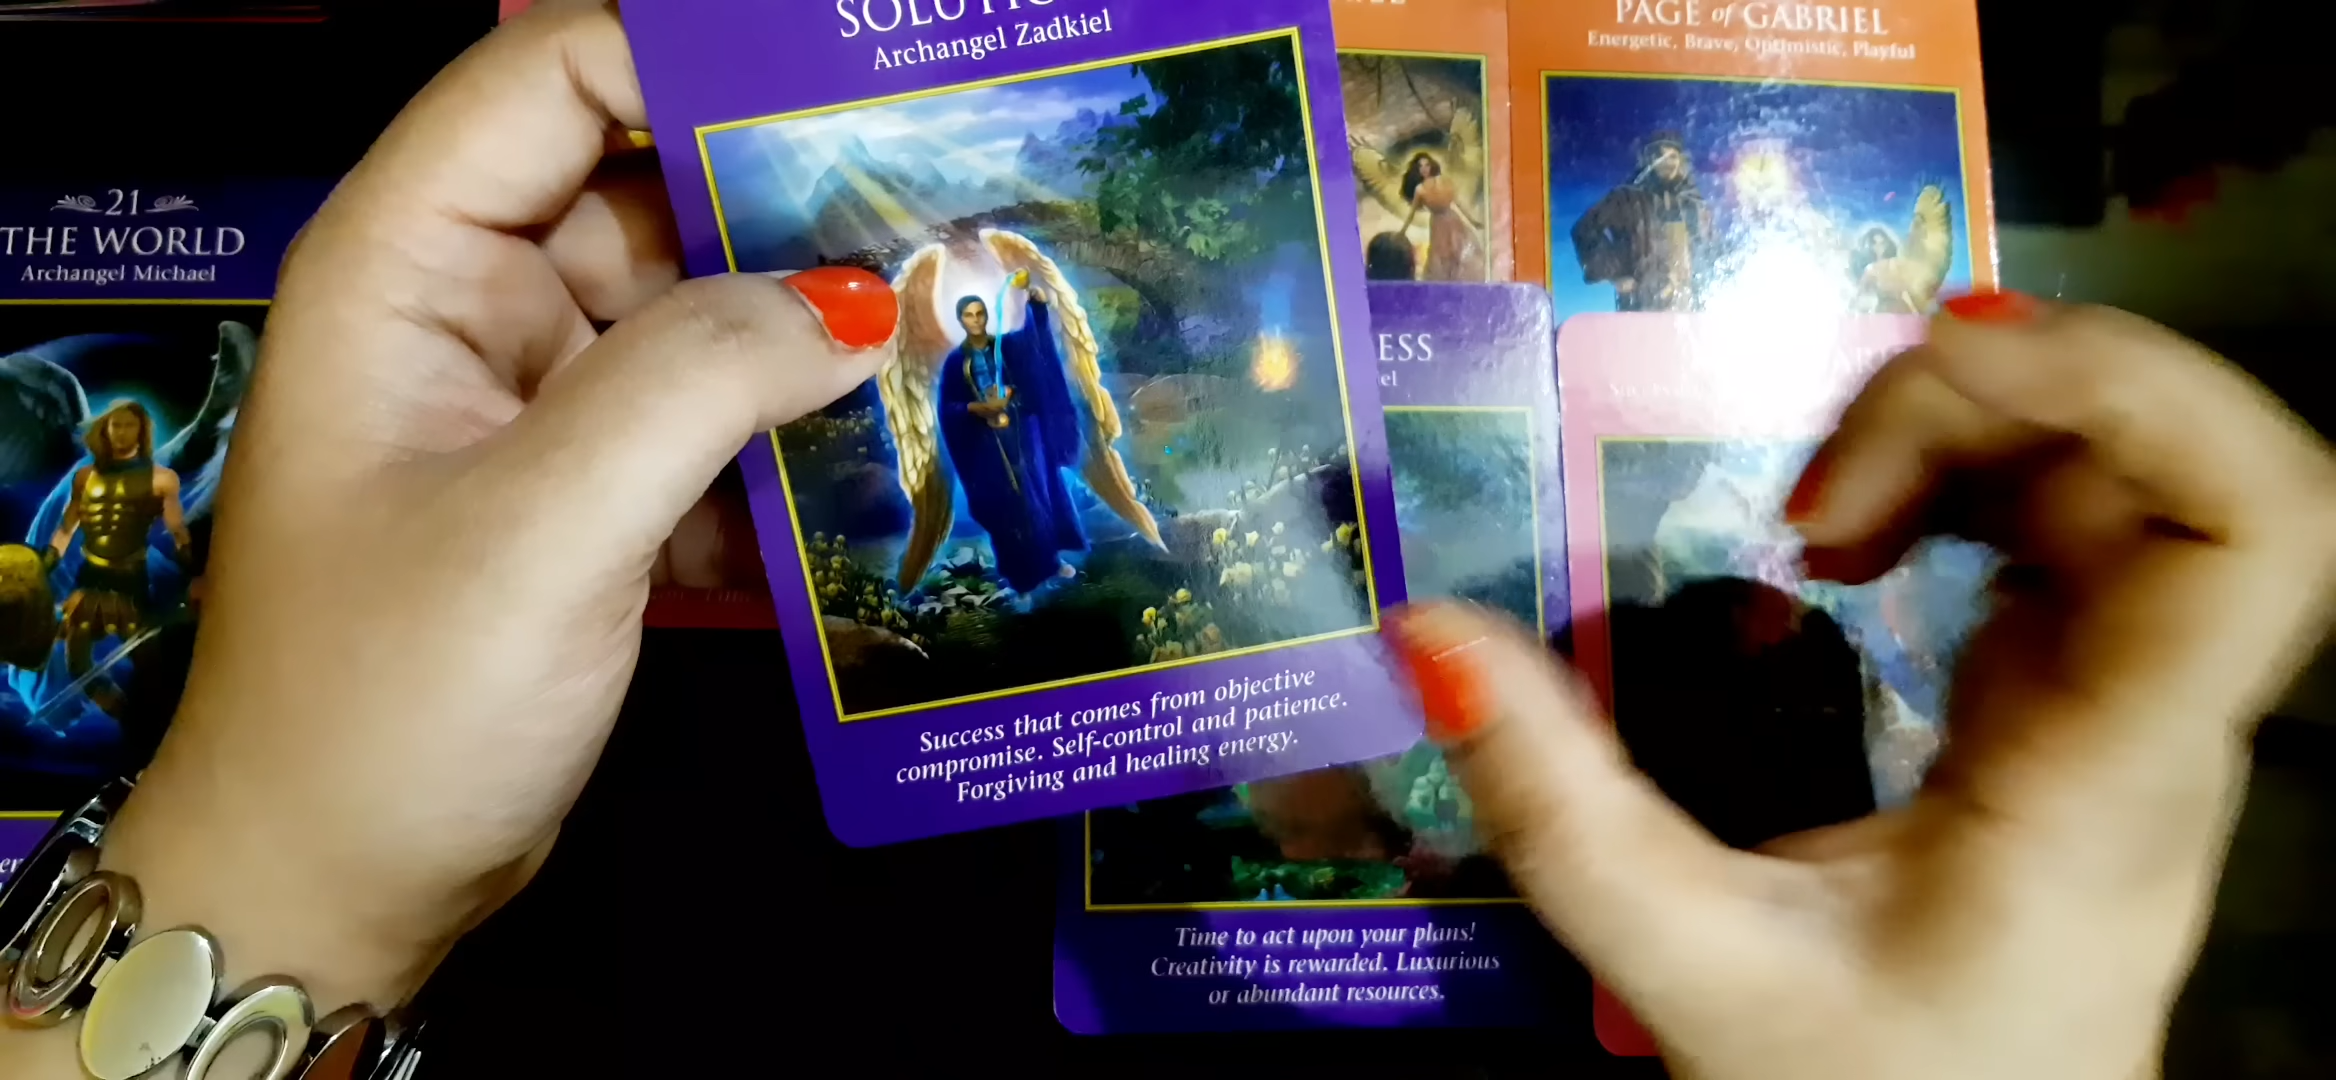 21
THE WORLD
Archangel Michael
Archangel Zadkiel
Success that comes from objective
compromise. Self-control and patience.
Forgiving and healing energy.
PAGE of GABRIEL
Energetic, Brave, Optimistic, Playful
Time to act upon your plans!
Creativity is rewarded. Luxurious
or abundant resources.